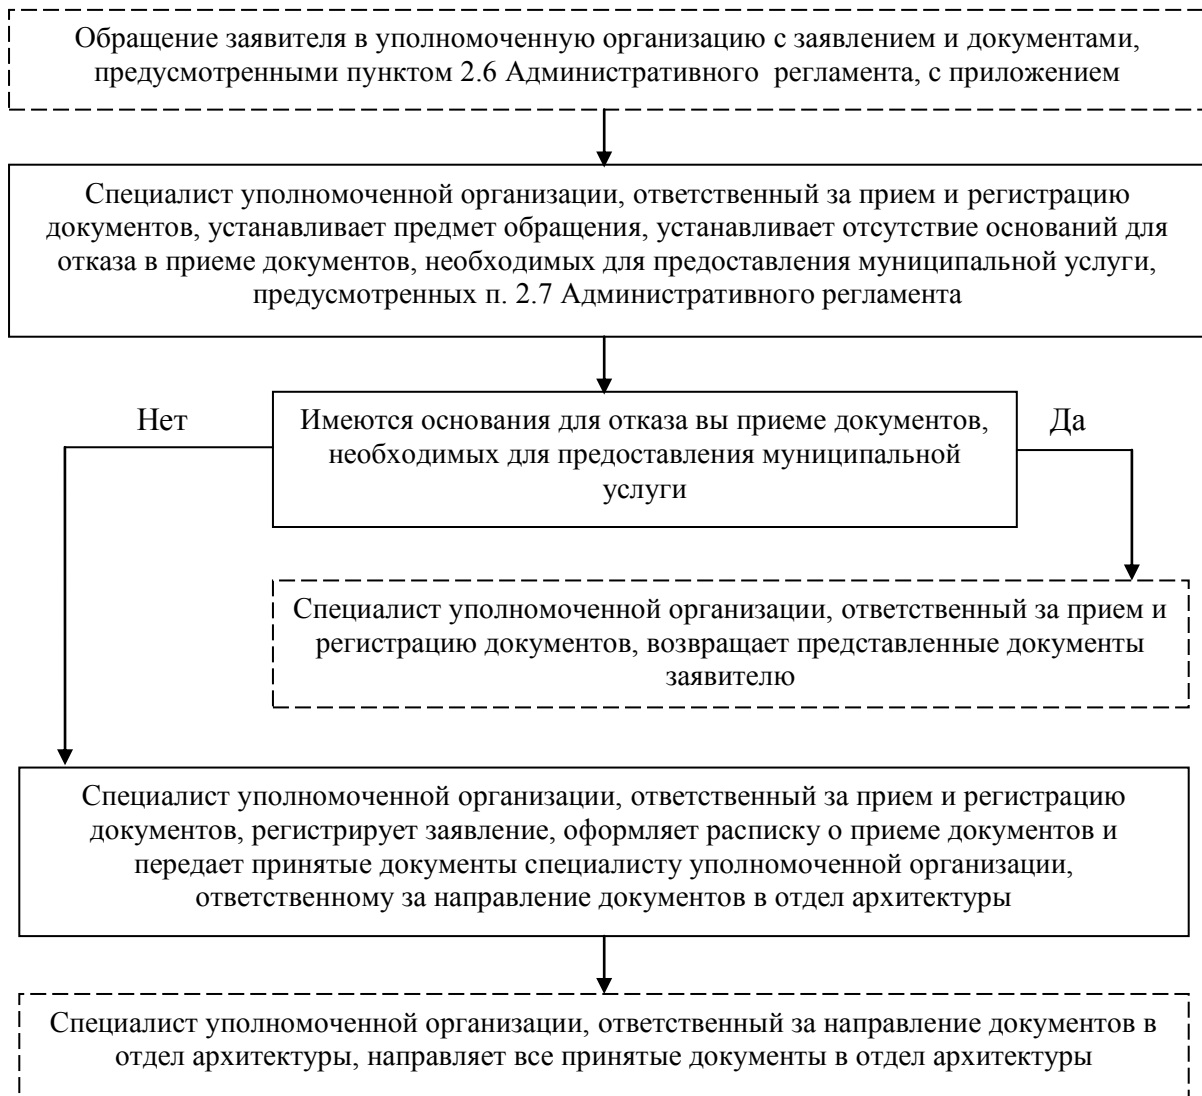 Обращение заявителя в уполномоченную организацию с заявлением и документами,
предусмотренными пунктом 2.6 Административного регламента, с приложением
Специалист уполномоченной организации, ответственный за прием и регистрацию
документов, устанавливает предмет обращения, устанавливает отсутствие оснований для
отказа в приеме документов, необходимых для предоставления муниципальной услуги,
предусмотренных п. 2.7 Административного регламента
Нет
Имеются основания для отказа вы приеме документов,
необходимых для предоставления муниципальной
услуги
Да
Специалист уполномоченной организации, ответственный за прием и
регистрацию документов, возвращает представленные документы
заявителю
Специалист уполномоченной организации, ответственный за прием и регистрацию
документов, регистрирует заявление, оформляет расписку о приеме документов и
передает принятые документы специалисту уполномоченной организации,
ответственному за направление документов в отдел архитектуры
Специалист уполномоченной организации, ответственный за направление документов в
отдел архитектуры, направляет все принятые документы в отдел архитектуры